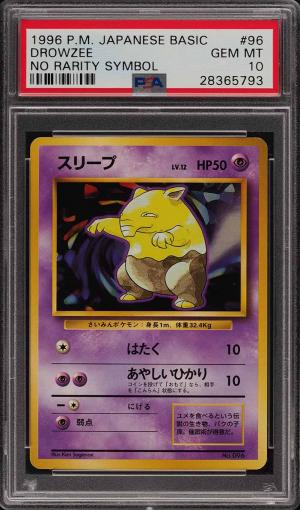 1996 P.M. JAPANESE BASIC #96
DROWZEE GEM MT
NO RARITY SYMBOL 10
PSA 28365793
スリープ LV.12 HP50
さいみんポケモン:身長1m、体重32.4kg
はたく 10
あやしいひかり 10
コインを投げて「おもて」なら、相手
を「こんらん」状態にする。
にげる
弱点
ユメを食べるという伝
説の生き物、バクの子
孫。催眠術が得意だ。
Illus. Ken Sugimori No.096